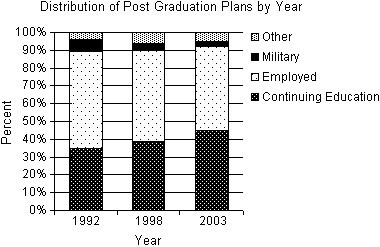 Distribution of Post Graduation Plans by Year
100%
90%
80%
70%
60%
50%
40%
30%
20%
10%
0%
Percent
1992
1998
2003
Year
Other
Military
Employed
Continuing Education